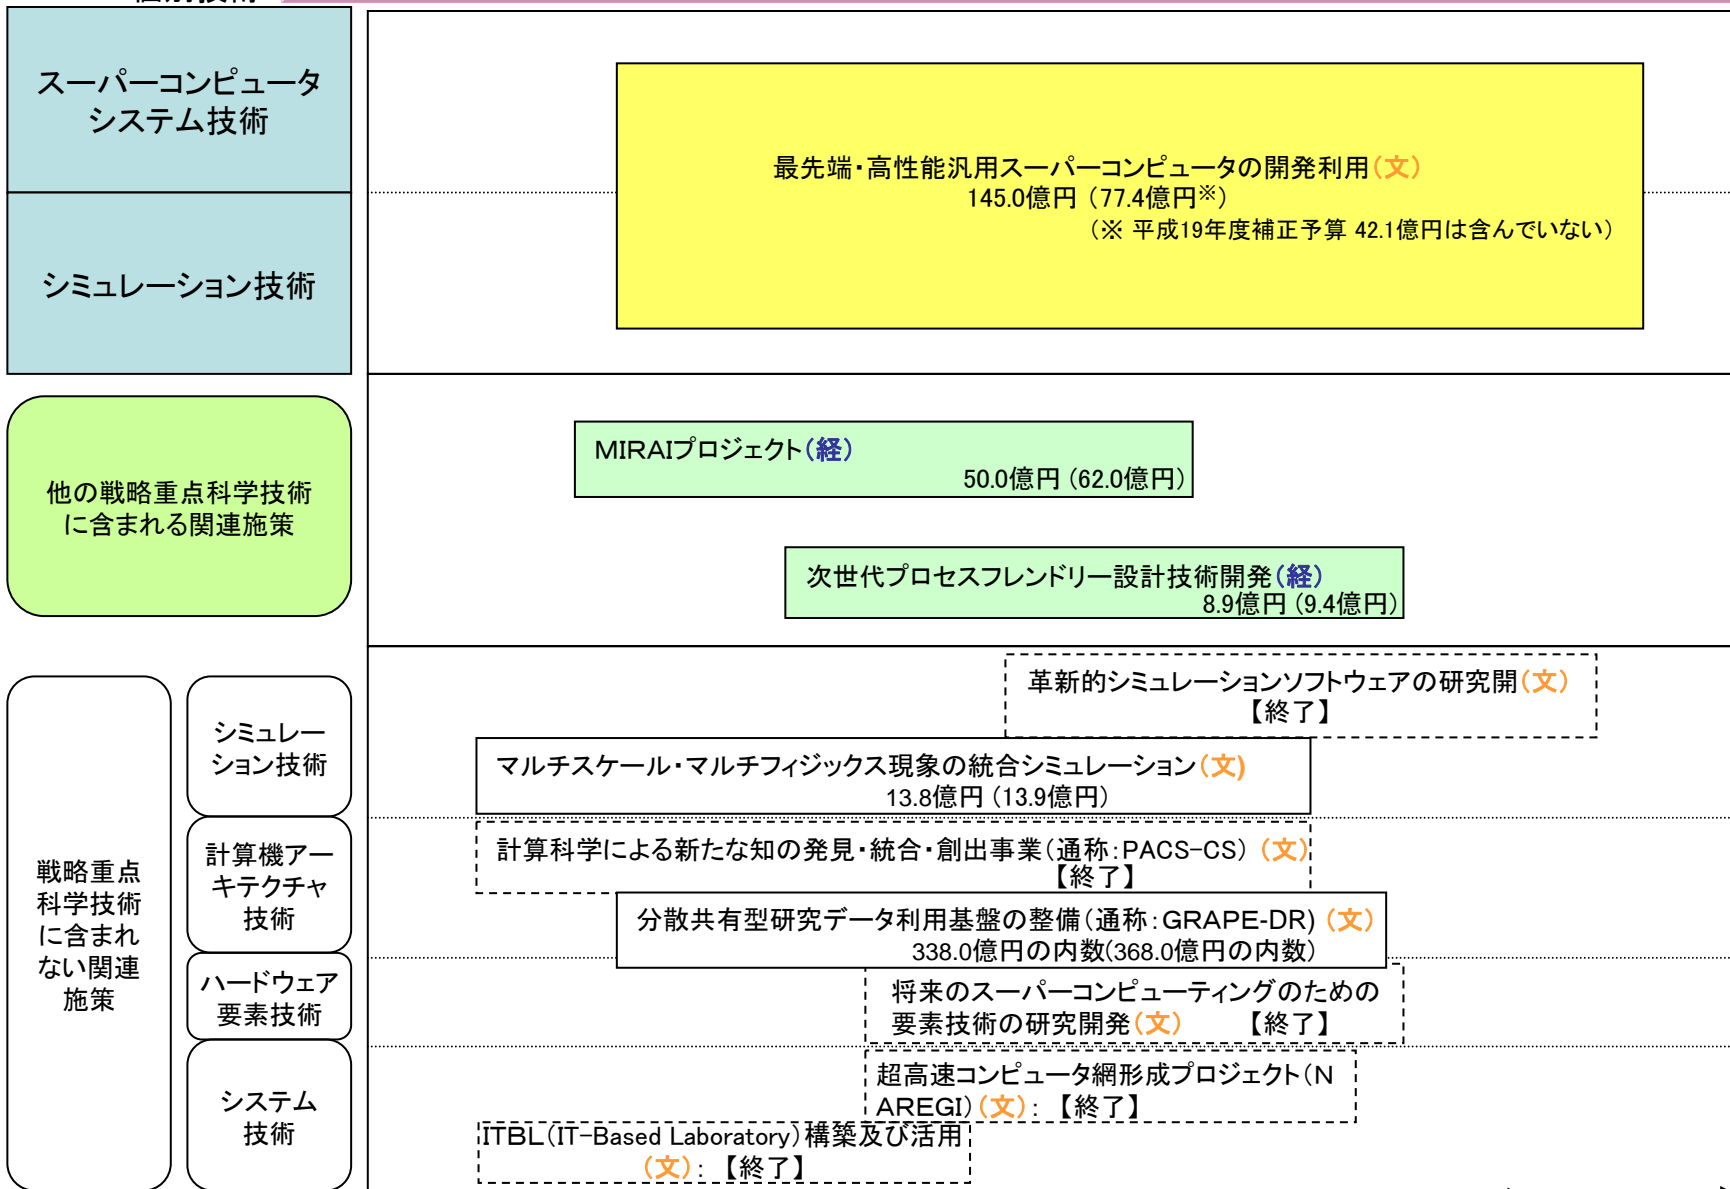 スーパーコンピュータ
システム技術
最先端・高性能汎用スーパーコンピュータの開発利用(文)
145.0億円 (77.4億円※)
(※ 平成19年度補正予算 42.1億円は含んでいない)
シミュレーション技術
他の戦略重点科学技術
に含まれる関連施策
MIRAIプロジェクト(経)
50.0億円 (62.0億円)
次世代プロセスフレンドリー設計技術開発(経)
8.9億円 (9.4億円)
戦略重点
科学技術
に含まれ
ない関連
施策
シミュレー
ション技術
革新的シミュレーションソフトウェアの研究開(文)
【終了】
マルチスケール・マルチフィジックス現象の統合シミュレーション(文)
13.8億円 (13.9億円)
計算機アー
キテクチャ
技術
計算科学による新たな知の発見・統合・創出事業(通称:PACS-CS) (文)
【終了】
分散共有型研究データ利用基盤の整備(通称:GRAPE-DR) (文)
338.0億円の内数(368.0億円の内数)
ハードウェア
要素技術
将来のスーパーコンピューティングのための
要素技術の研究開発(文) 【終了】
システム
技術
超高速コンピュータ網形成プロジェクト(N
AREGI)(文): 【終了】
ITBL(IT-Based Laboratory)構築及び活用
(文): 【終了】